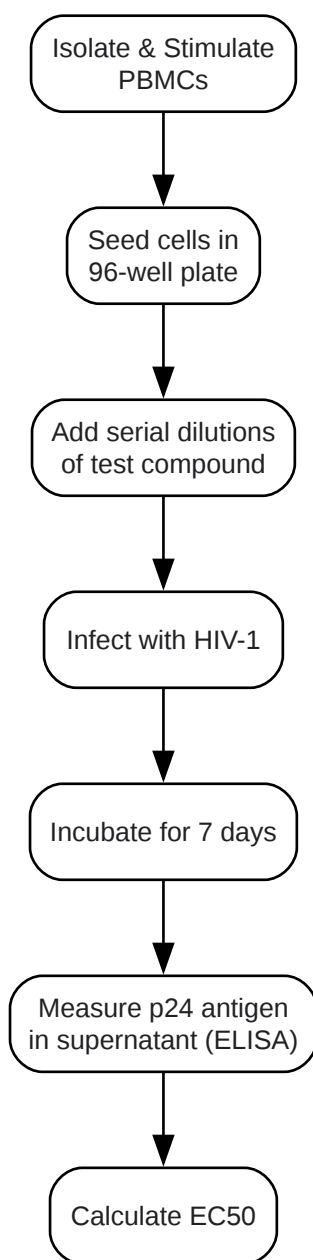 Isolate & Stimulate
PBMCs
Seed cells in
96-well plate
Add serial dilutions
of test compound
Infect with HIV-1
Incubate for 7 days
Measure p24 antigen
in supernatant (ELISA)
Calculate EC50